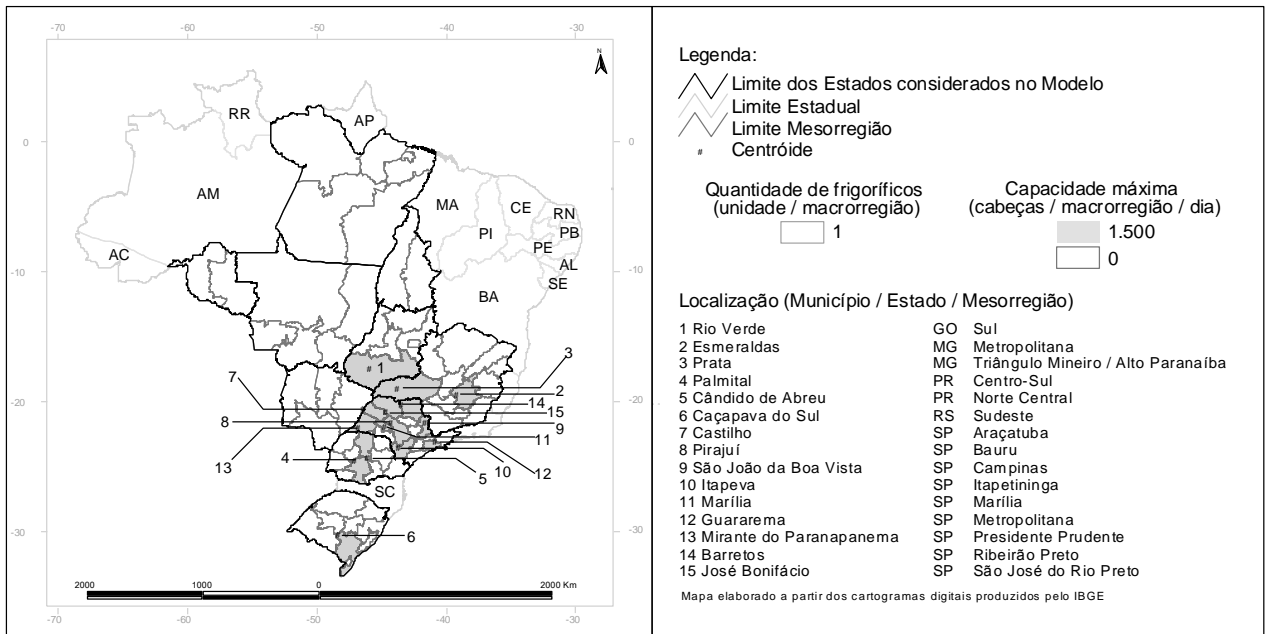 -70 -60 -50 -40 -30
N
RR
AP
0 0
AM
MA
CE
RN
PI
PB
PE
AC
AL
-10 -10
SE
BA
1
3
7
2
-20 -20
14
8
15
9
11
13
4
10
12
5
SC
6
-30 -30
2000 1000 0 2000 Km
-70 -60 -50 -40 -30
Legenda:
Limite dos Estados considerados no Modelo
Limite Estadual
Limite Mesorregião
# Centróide
Quantidade de frigoríficos
(unidade / macrorregião)
1
Capacidade máxima
(cabeças / macrorregião / dia)
1.500
0
Localização (Município / Estado / Mesorregião)
1 Rio Verde GO Sul
2 Esmeraldas MG Metropolitana
3 Prata MG Triângulo Mineiro / Alto Paranaíba
4 Palmital PR Centro-Sul
5 Cândido de Abreu PR Norte Central
6 Caçapava do Sul RS Sudeste
7 Castilho SP Araçatuba
8 Pirajuí SP Bauru
9 São João da Boa Vista SP Campinas
10 Itapeva SP Itapetininga
11 Marília SP Marília
12 Guararema SP Metropolitana
13 Mirante do Paranapanema SP Presidente Prudente
14 Barretos SP Ribeirão Preto
15 José Bonifácio SP São José do Rio Preto
Mapa elaborado a partir dos cartogramas digitais produzidos pelo IBGE